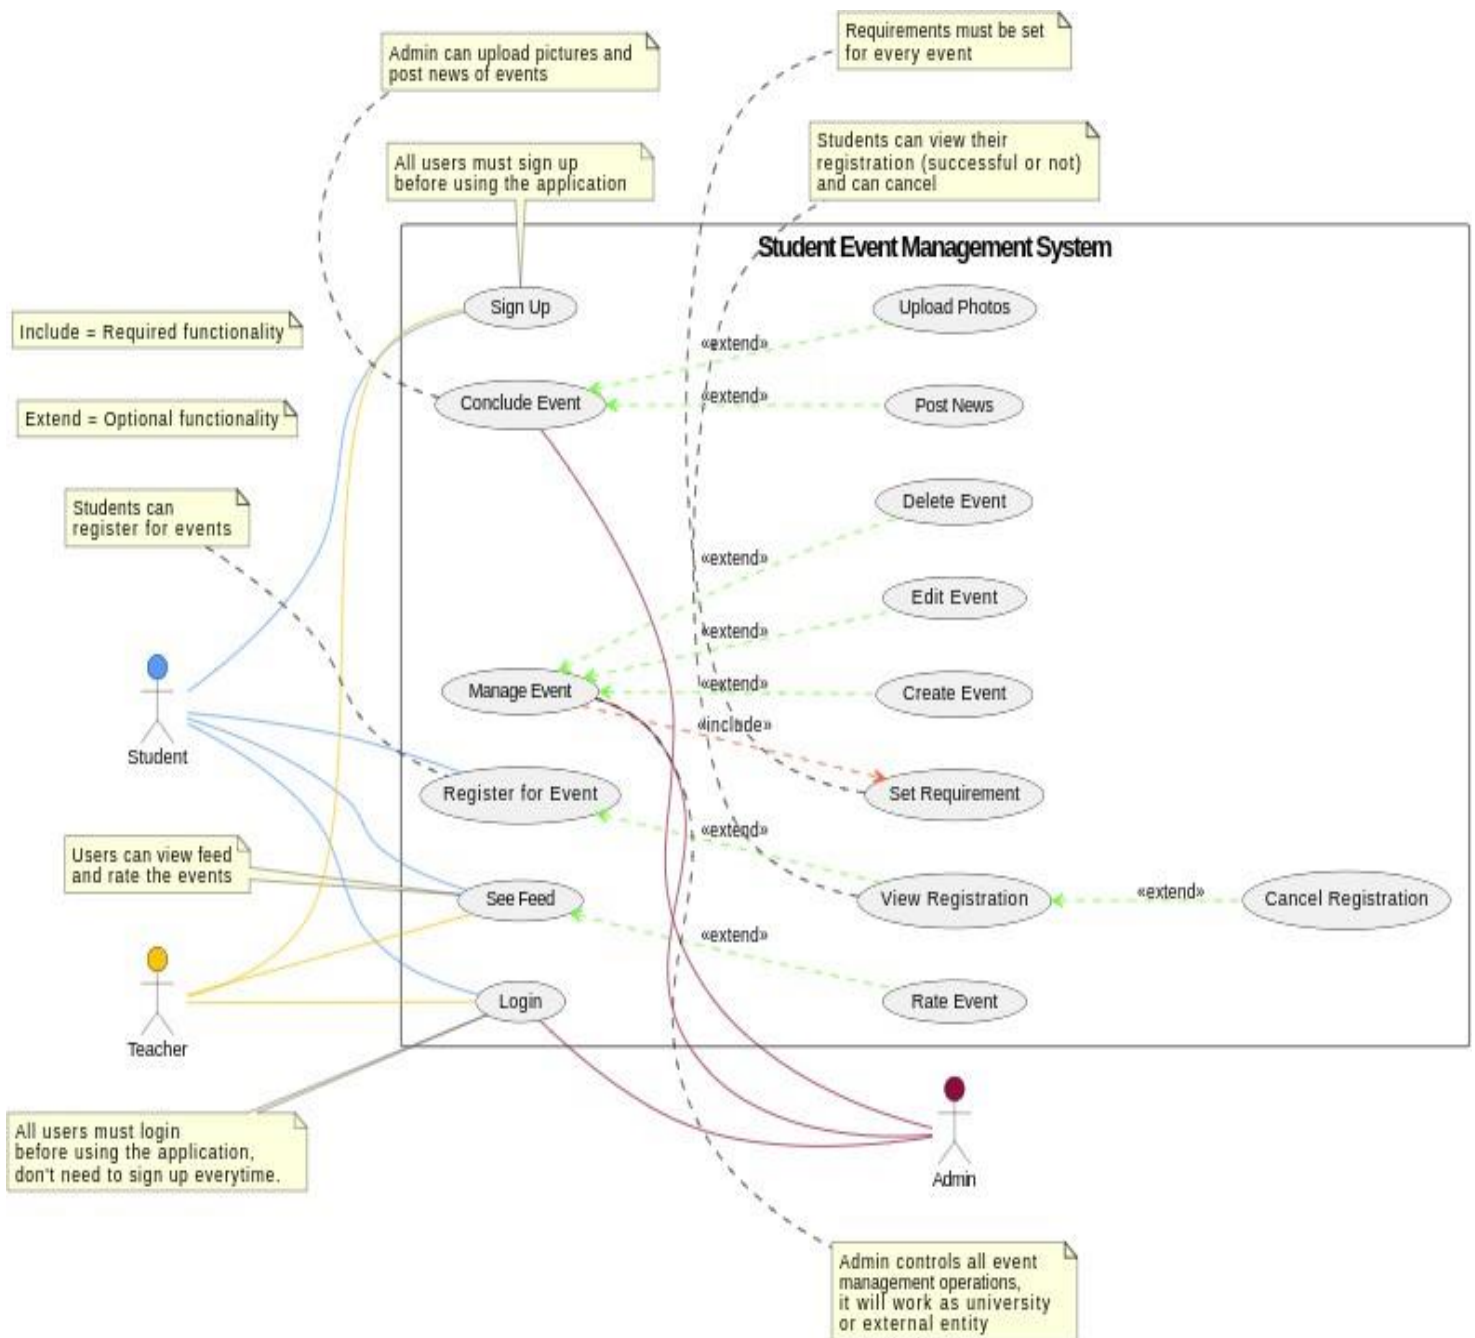 Requirements must be set
for every event
Admin can upload pictures and
post news of events
Students can view their
registration (successful or not)
and can cancel
All users must sign up
before using the application
Student Event Management System
Sign Up
Upload Photos
Include = Required functionality
«extend»
Conclude Event
«extend»
Post News
Extend = Optional functionality
Students can
register for events
Delete Event
«extend»
Edit Event
«extend»
Manage Event
«extend»
Create Event
«include»
Student
Register for Event
Set Requirement
«extend»
Users can view feed
and rate the events
See Feed
View Registration
«extend»
Cancel Registration
«extend»
Login
Rate Event
Teacher
All users must login
before using the application,
don't need to sign up everytime.
Admin
Admin controls all event
management operations,
it will work as university
or external entity